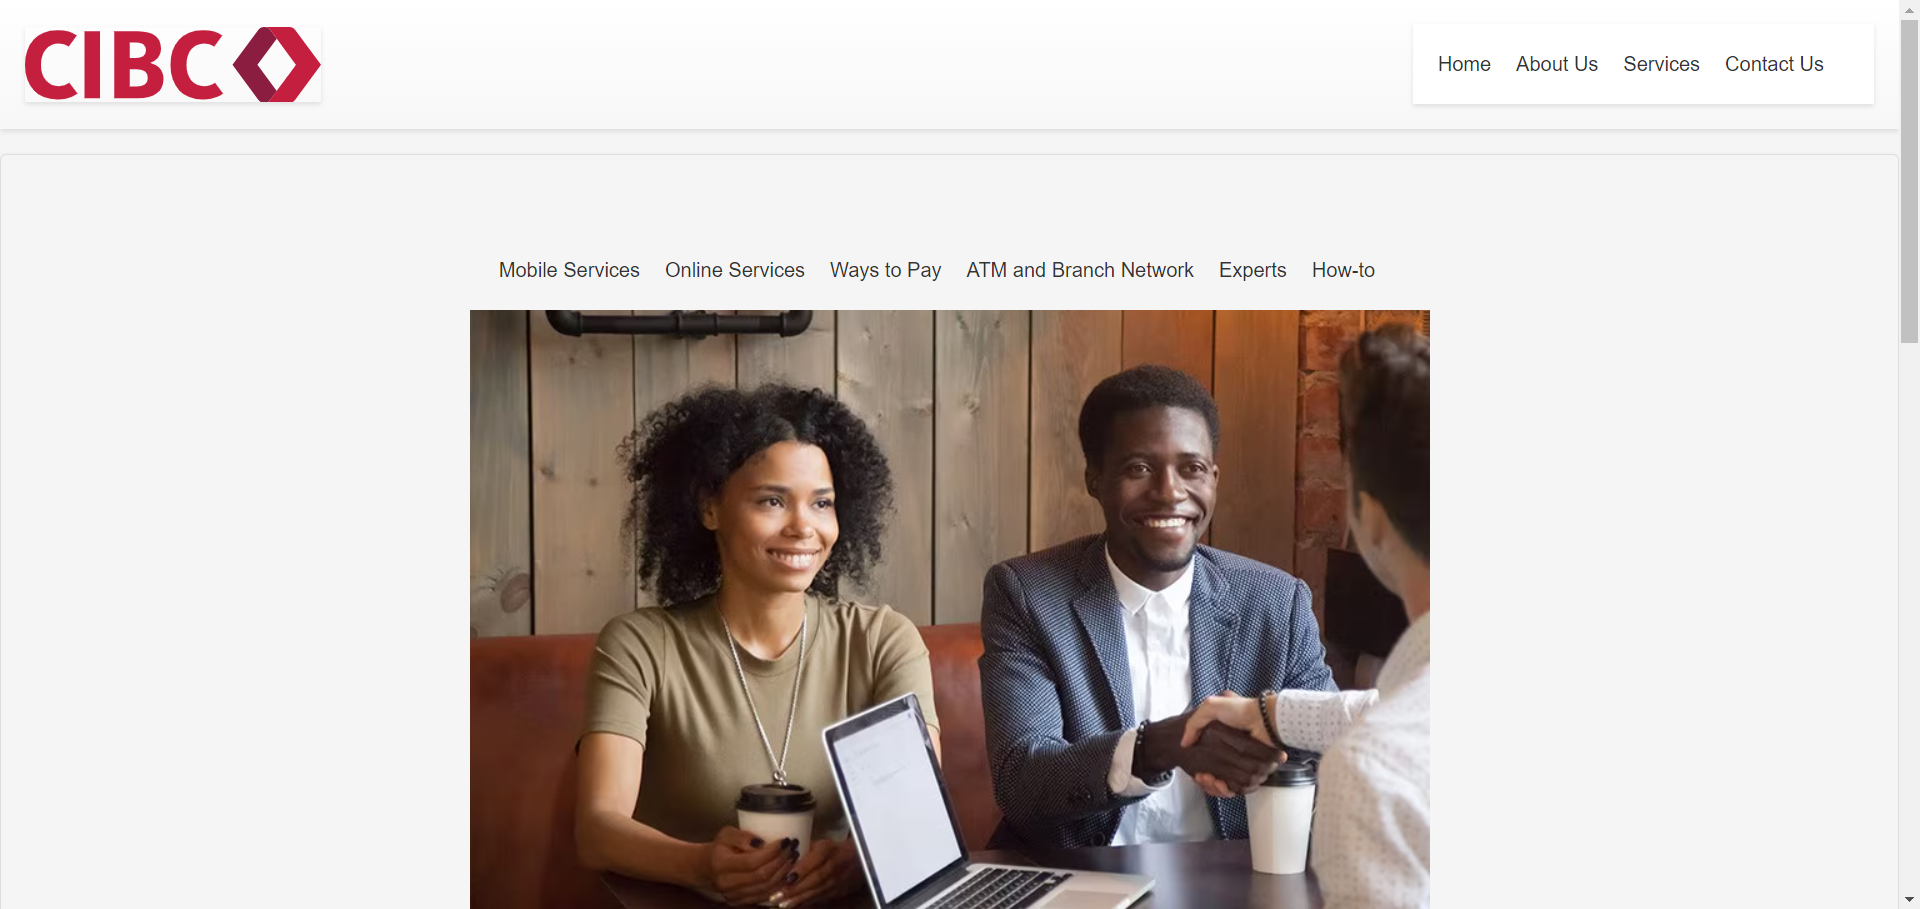 CIBC
Home About Us Services Contact Us
Mobile Services Online Services Ways to Pay ATM and Branch Network Experts How-to